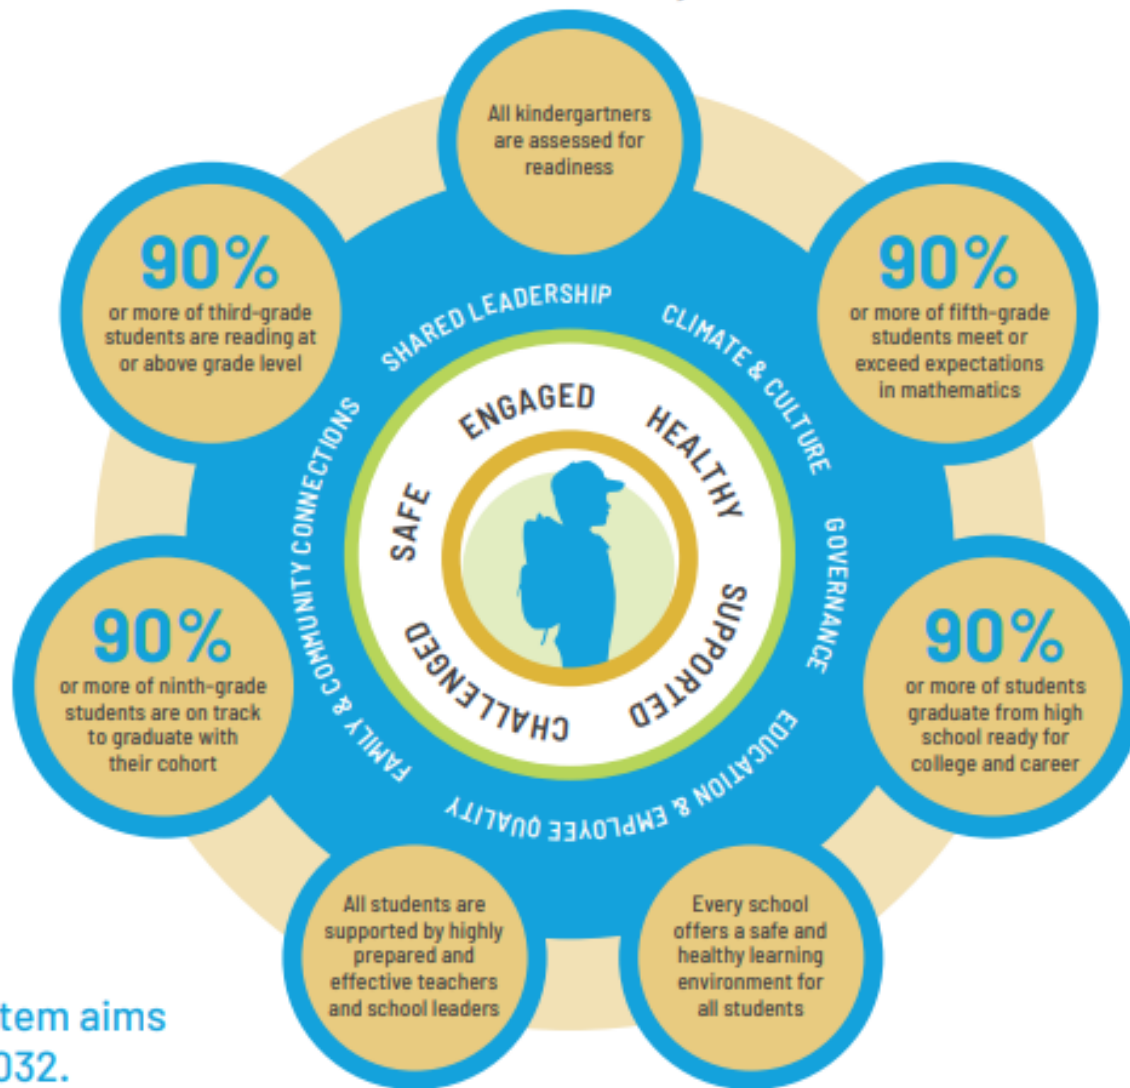 All kindergartners
are assessed for
readiness
90%
or more of third-grade
students are reading at
or above grade level
90%
or more of fifth-grade
students meet or
exceed expectations
in mathematics
SHARED LEADERSHIP
CLIMATE & CULTURE
GOVERNANCE
EDUCATION & EMPLOYEE QUALITY
FAMILY & COMMUNITY CONNECTIONS
ENGAGED
HEALTHY
SUPPORTED
CHALLENGED
SAFE
90%
or more of ninth-grade
students are on track
to graduate with
their cohort
90%
or more of students
graduate from high
school ready for
college and career
All students are
supported by highly
prepared and
effective teachers
and school leaders
Every school
offers a safe and
healthy learning
environment for
all students
tem aims
032.